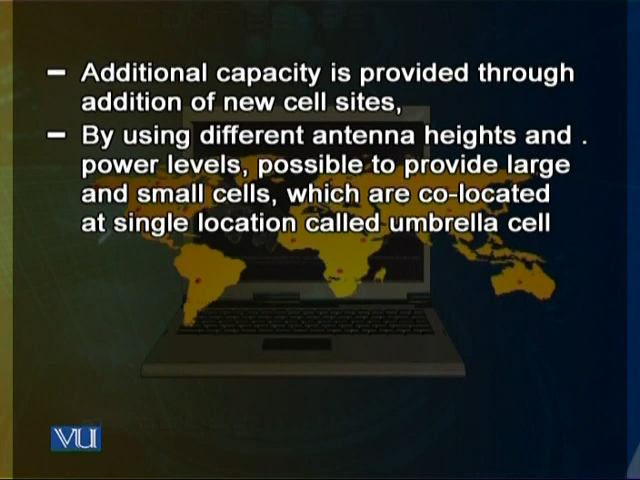 – Additional capacity is provided through
addition of new cell sites,
– By using different antenna heights and .
power levels, possible to provide large
and small cells, which are co-located
at single location called umbrella cell
VU